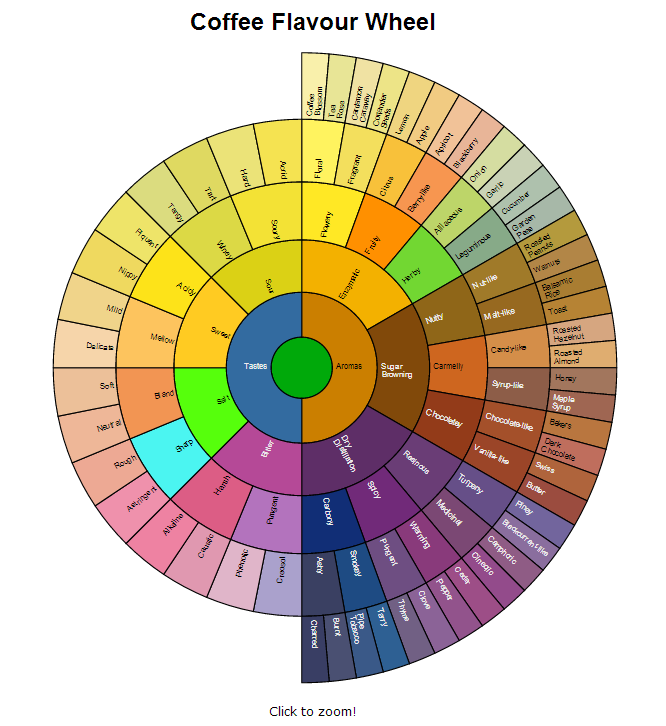 Coffee Flavour Wheel
Tastes
Aromas
Sour
Sweet
Salt
Bitter
Enzymatic
Sugar
Browning
Dry
Distillation
Soury
Winey
Acidy
Mellow
Bland
Sharp
Harsh
Pungent
Flowery
Fruity
Herby
Nutty
Carmelly
Chocolatey
Resinous
Spicy
Carbony
Acrid
Hard
Tart
Tangy
Piquant
Nippy
Mild
Delicate
Soft
Neutral
Rough
Astringent
Alkaline
Caustic
Phenolic
Creosol
Floral
Fragrant
Citrus
Berry-like
Alliaceous
Leguminous
Nut-like
Malt-like
Candy-like
Syrup-like
Chocolate-like
Vanilla-like
Turpeny
Medicinal
Warming
Pungent
Smokey
Ashy
Coffee
Blossom
Tea
Rose
Cardamon
Caraway
Coriander
Seeds
Lemon
Apple
Apricot
Blackberry
Onion
Garlic
Cucumber
Garden
Peas
Roasted
Peanuts
Walnuts
Balsamic
Rice
Toast
Roasted
Hazelnut
Roasted
Almond
Honey
Maple
Syrup
Bakers
Dark
Chocolate
Swiss
Butter
Piney
Blackcurrant-like
Camphoric
Cineolic
Cedar
Pepper
Clove
Thyme
Tarry
Pipe
Tobacco
Burnt
Charred
Click to zoom!